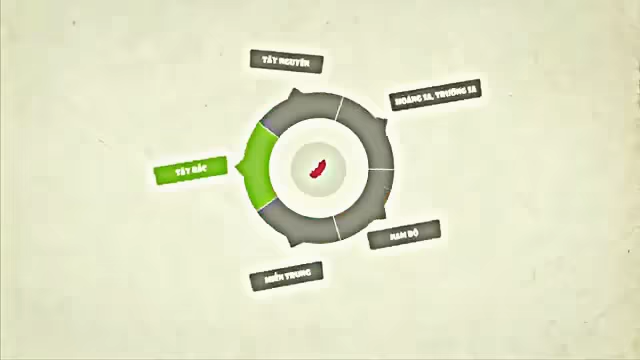 TÂY NGUYÊN
HOÀNG SA, TRƯỜNG SA
TÂY BẮC
NAM BỘ
MIỀN TRUNG